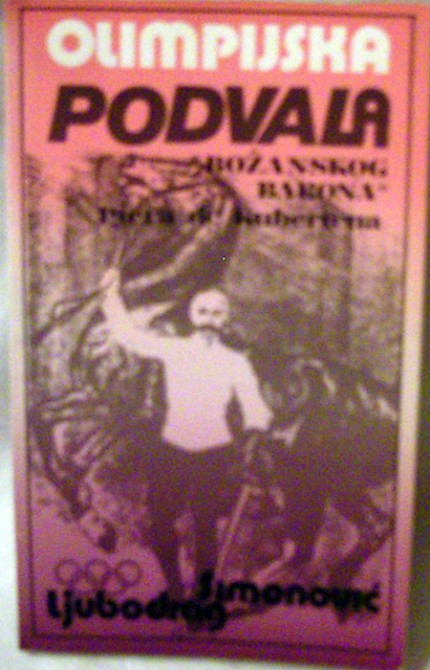 OLIMPIJSKA
PODVALA
"BOŽANSKOG
BARONA"
Pjera de Kubertena
Ljubodrag
Simonović